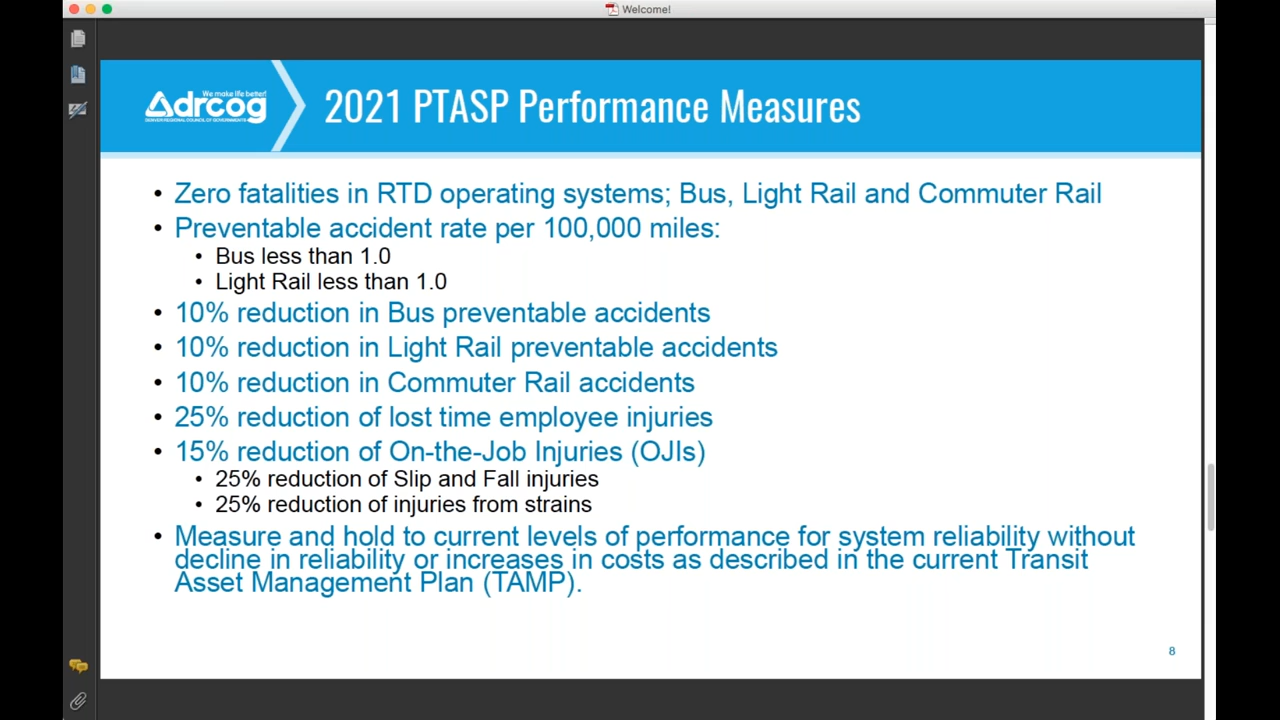 Welcome!
We make life better!
drcog
DENVER REGIONAL COUNCIL OF GOVERNMENTS
2021 PTASP Performance Measures
• Zero fatalities in RTD operating systems; Bus, Light Rail and Commuter Rail
• Preventable accident rate per 100,000 miles:
• Bus less than 1.0
• Light Rail less than 1.0
• 10% reduction in Bus preventable accidents
• 10% reduction in Light Rail preventable accidents
• 10% reduction in Commuter Rail accidents
• 25% reduction of lost time employee injuries
• 15% reduction of On-the-Job Injuries (OJIs)
• 25% reduction of Slip and Fall injuries
• 25% reduction of injuries from strains
• Measure and hold to current levels of performance for system reliability without
decline in reliability or increases in costs as described in the current Transit
Asset Management Plan (TAMP).
8